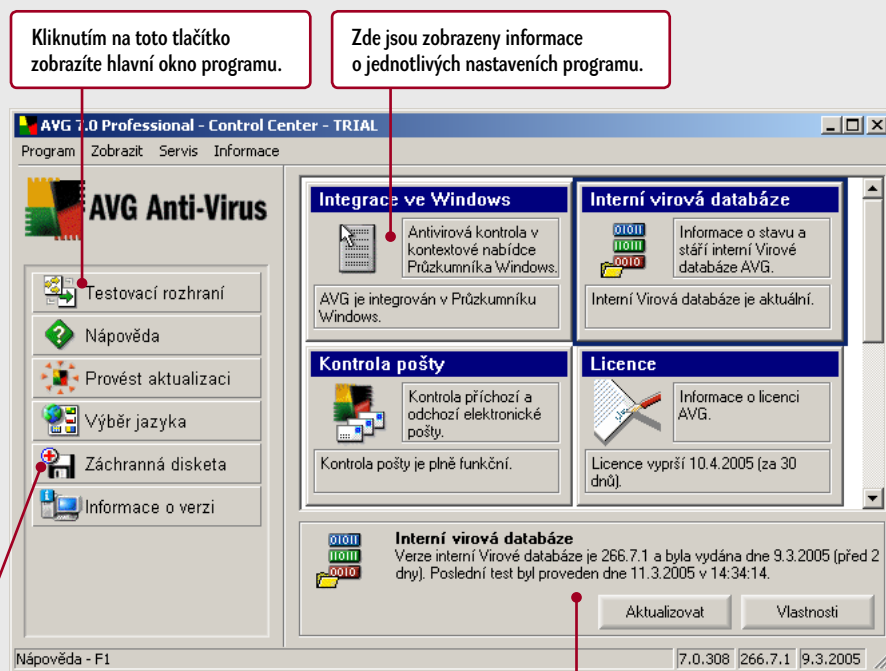 Kliknutím na toto tlačítko
zobrazíte hlavní okno programu.
Zde jsou zobrazeny informace
o jednotlivých nastaveních programu.
AVG 7.0 Professional - Control Center - TRIAL
Program Zobrazit Servis Informace
AVG Anti-Virus
Testovací rozhraní
Nápověda
Provést aktualizaci
Výběr jazyka
Záchranná disketa
Informace o verzi
Integrace ve Windows
Antivirová kontrola v
kontextové nabídce
Průzkumníka Windows.
AVG je integrován v Průzkumníku
Windows.
Interní virová databáze
01011
11011
0010
Informace o stavu a
stáří interní Virové
databáze AVG.
Interní Virová databáze je aktuální.
Kontrola pošty
Kontrola příchozí a
odchozí elektronické
pošty.
Kontrola pošty je plně funkční.
Licence
Informace o licenci
AVG.
Licence vyprší 10.4.2005 (za 30
dnů).
01011
11011
0010
Interní virová databáze
Verze interní Virové databáze je 266.7.1 a byla vydána dne 9.3.2005 (před 2
dny). Poslední test byl proveden dne 11.3.2005 v 14:34:14.
Aktualizovat
Vlastnosti
Nápověda - F1
7.0.308 266.7.1 9.3.2005